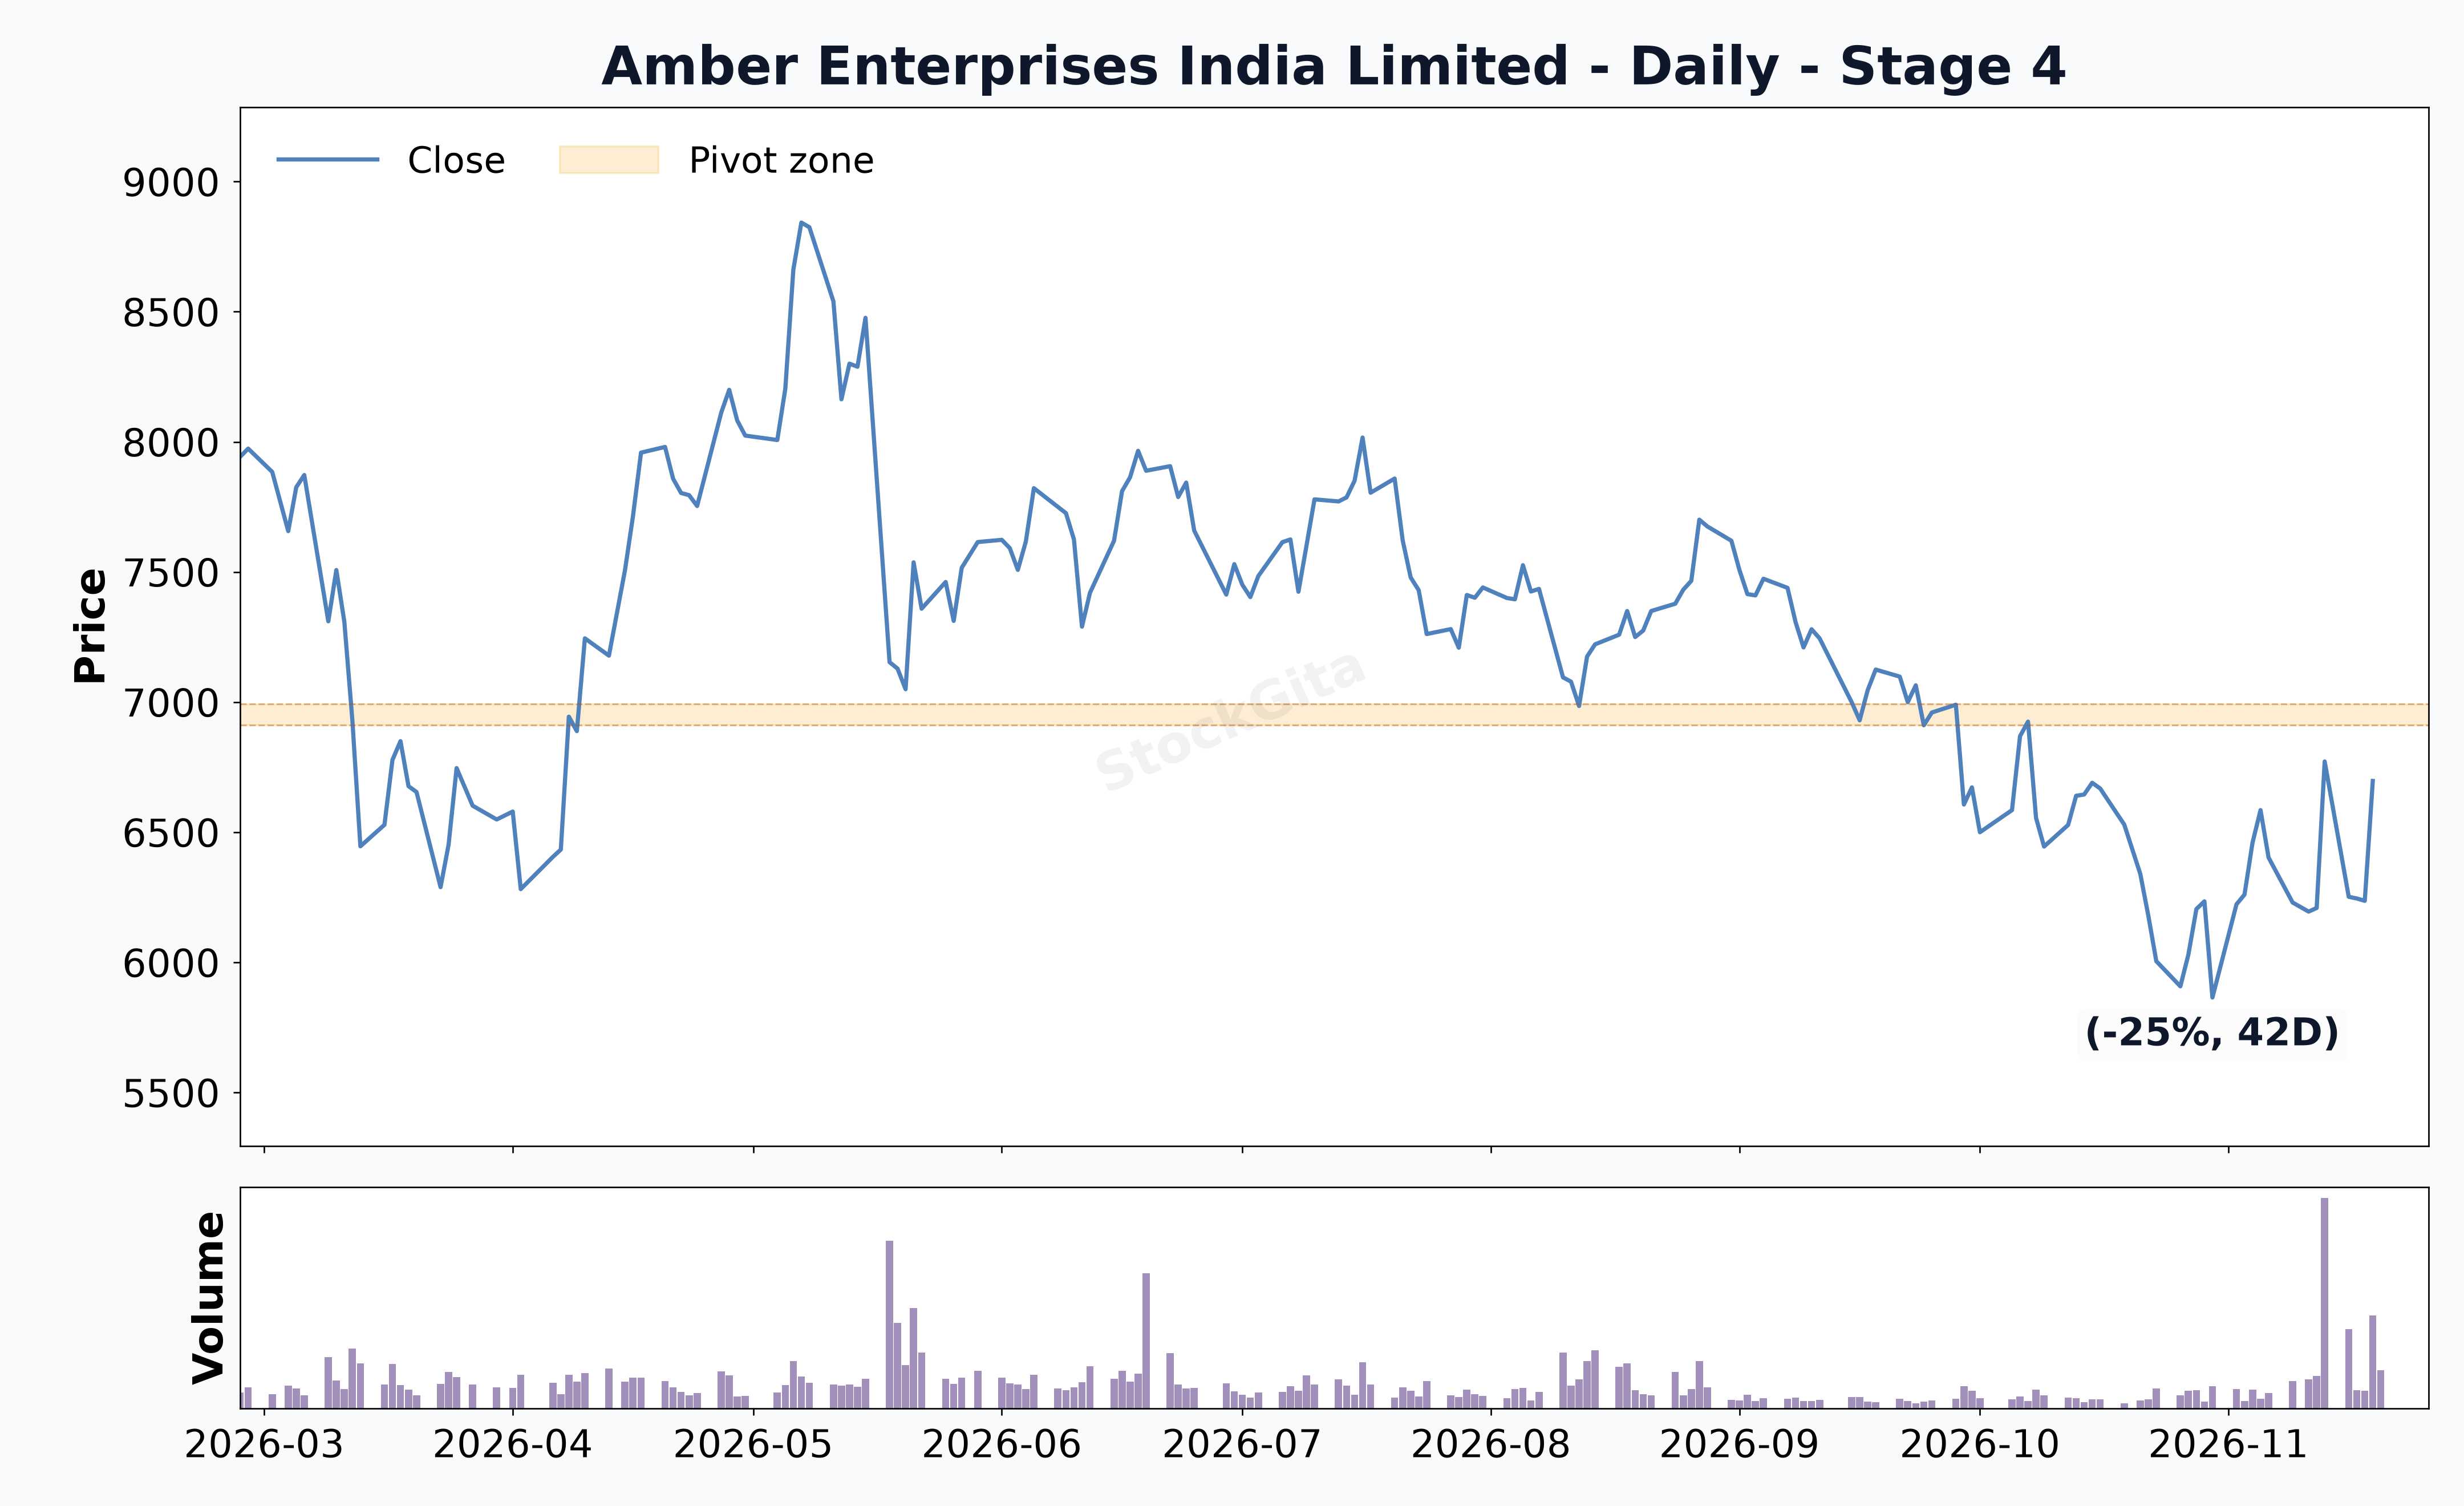 Amber Enterprises India Limited - Daily - Stage 4
Close
Pivot zone
9000
8500
8000
7500
7000
6500
6000
5500
Price
StockGita
(-25%, 42D)
Volume
2026-03
2026-04
2026-05
2026-06
2026-07
2026-08
2026-09
2026-10
2026-11